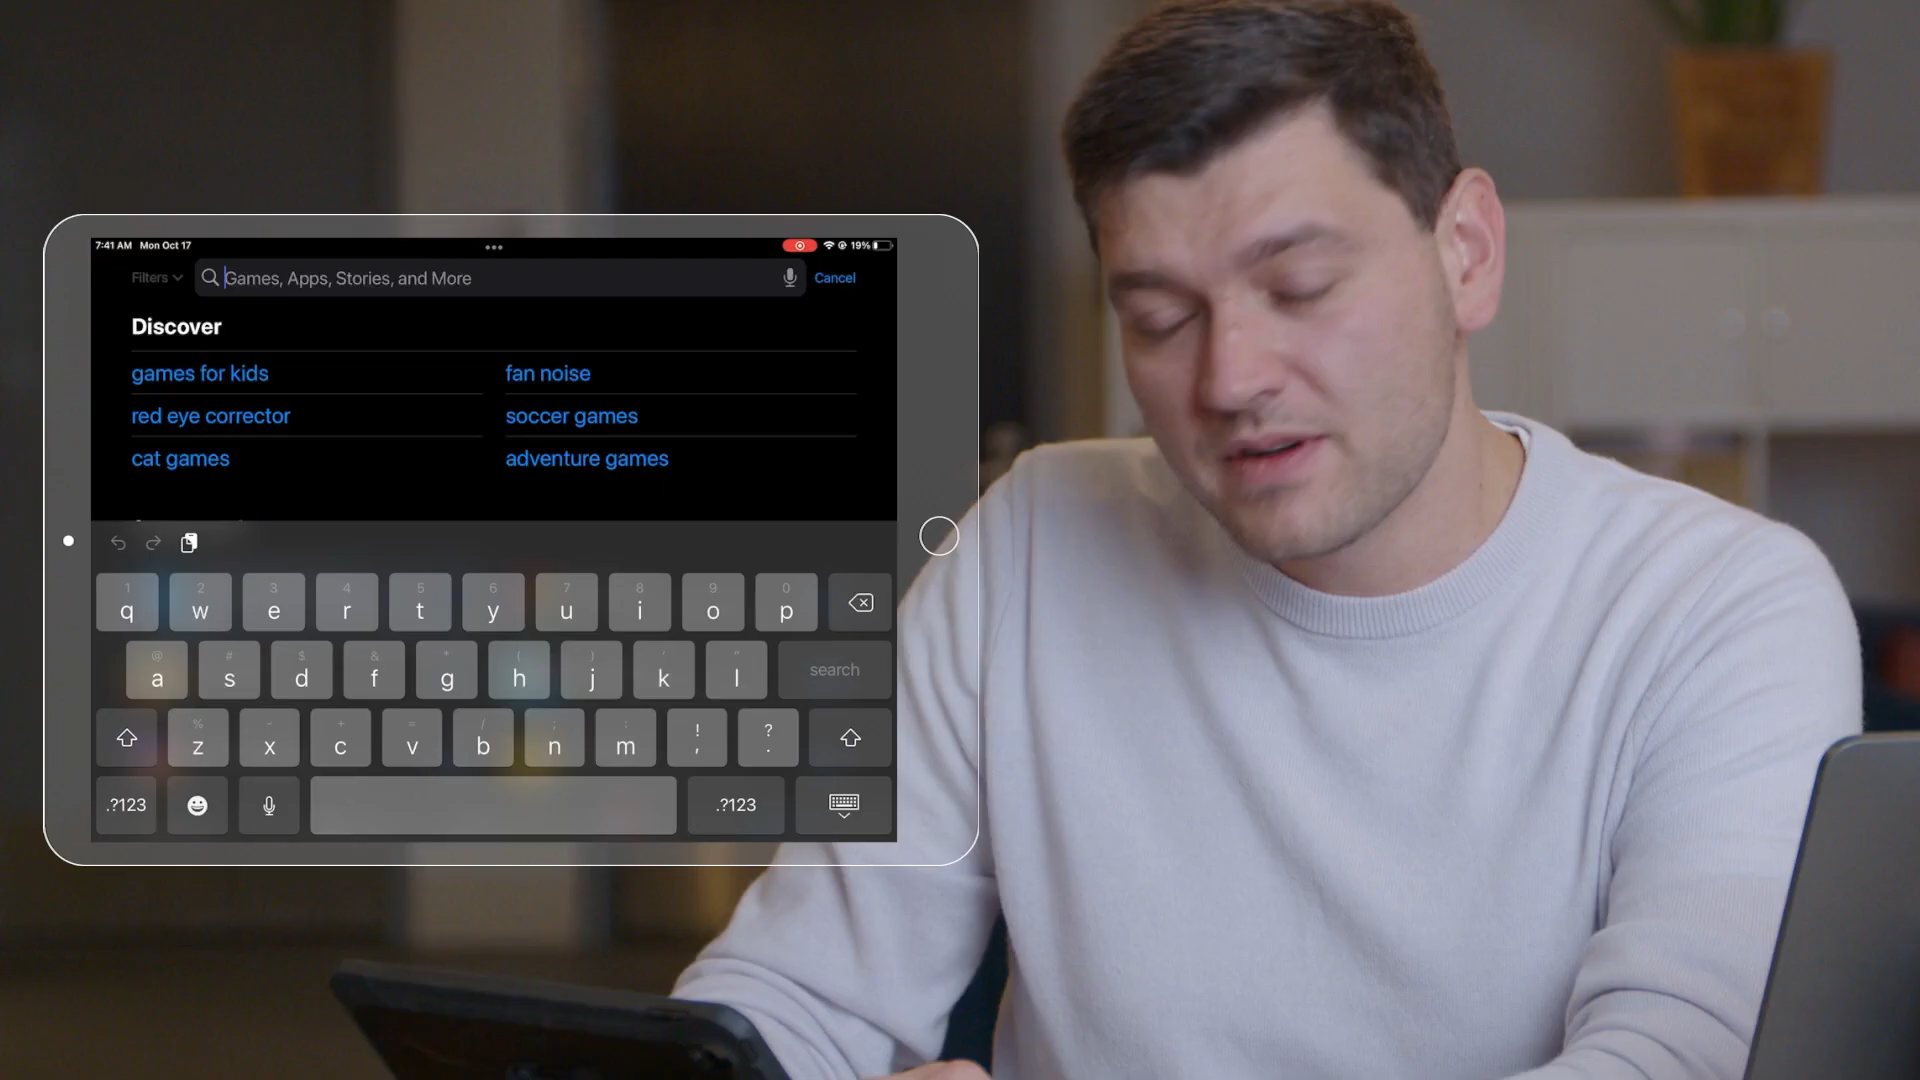 7:41 AM Mon Oct 17
19%
Filters
Games, Apps, Stories, and More
Cancel
Discover
games for kids
fan noise
red eye corrector
soccer games
cat games
adventure games
1 2 3 4 5 6 7 8 9 0
q w e r t y u i o p
@ # $ & * ( ) ' "
a s d f g h j k l search
% - + = / ; : ! ?
z x c v b n m , .
.?123 .?123